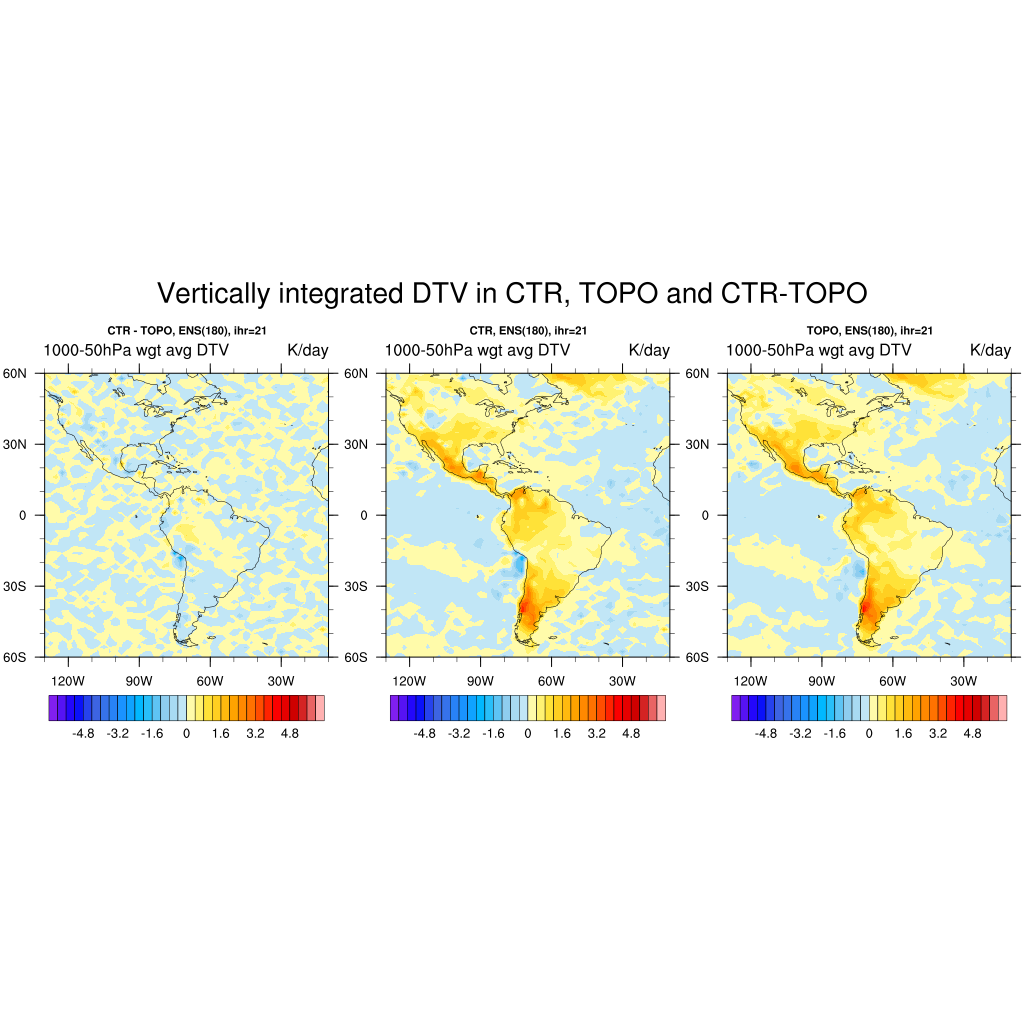 Vertically integrated DTV in CTR, TOPO and CTR-TOPO
CTR - TOPO, ENS(180), ihr=21
1000-50hPa wgt avg DTV K/day
60N
30N
0
30S
60S
120W 90W 60W 30W
-4.8 -3.2 -1.6 0 1.6 3.2 4.8
CTR, ENS(180), ihr=21
1000-50hPa wgt avg DTV K/day
60N
30N
0
30S
60S
120W 90W 60W 30W
-4.8 -3.2 -1.6 0 1.6 3.2 4.8
TOPO, ENS(180), ihr=21
1000-50hPa wgt avg DTV K/day
60N
30N
0
30S
60S
120W 90W 60W 30W
-4.8 -3.2 -1.6 0 1.6 3.2 4.8